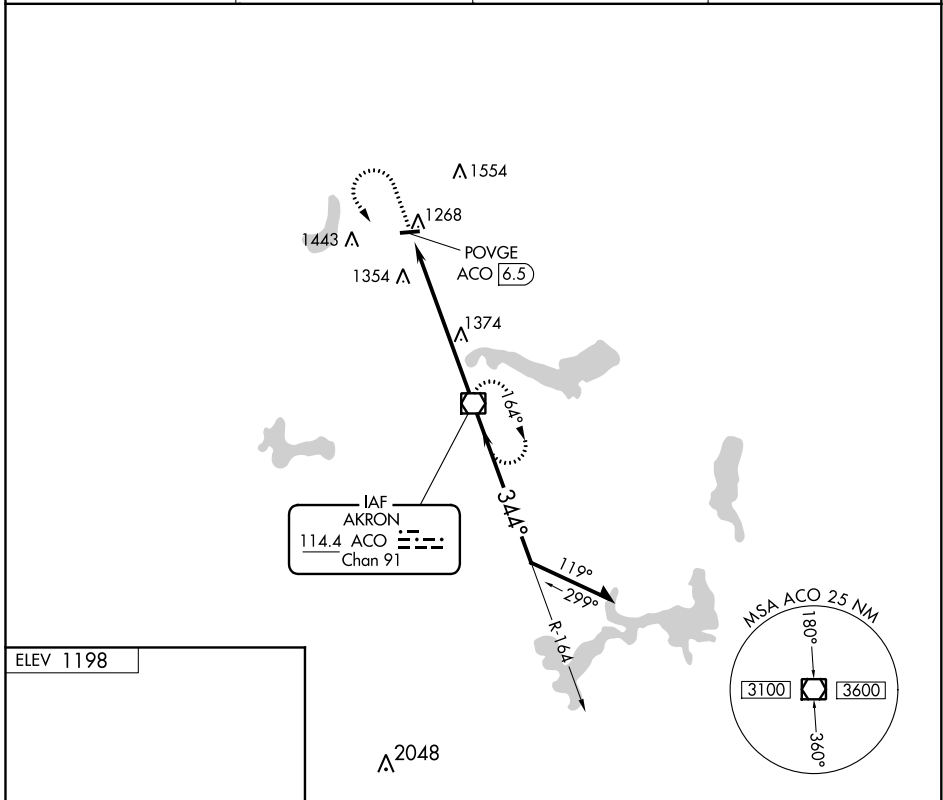 1554
1268
1443
POVGE
ACO 6.5
1354
1374
164°
344°
IAF
AKRON
114.4 ACO
Chan 91
119°
299°
R-164
MSA ACO 25 NM
180°
3100 3600
360°
ELEV 1198
2048